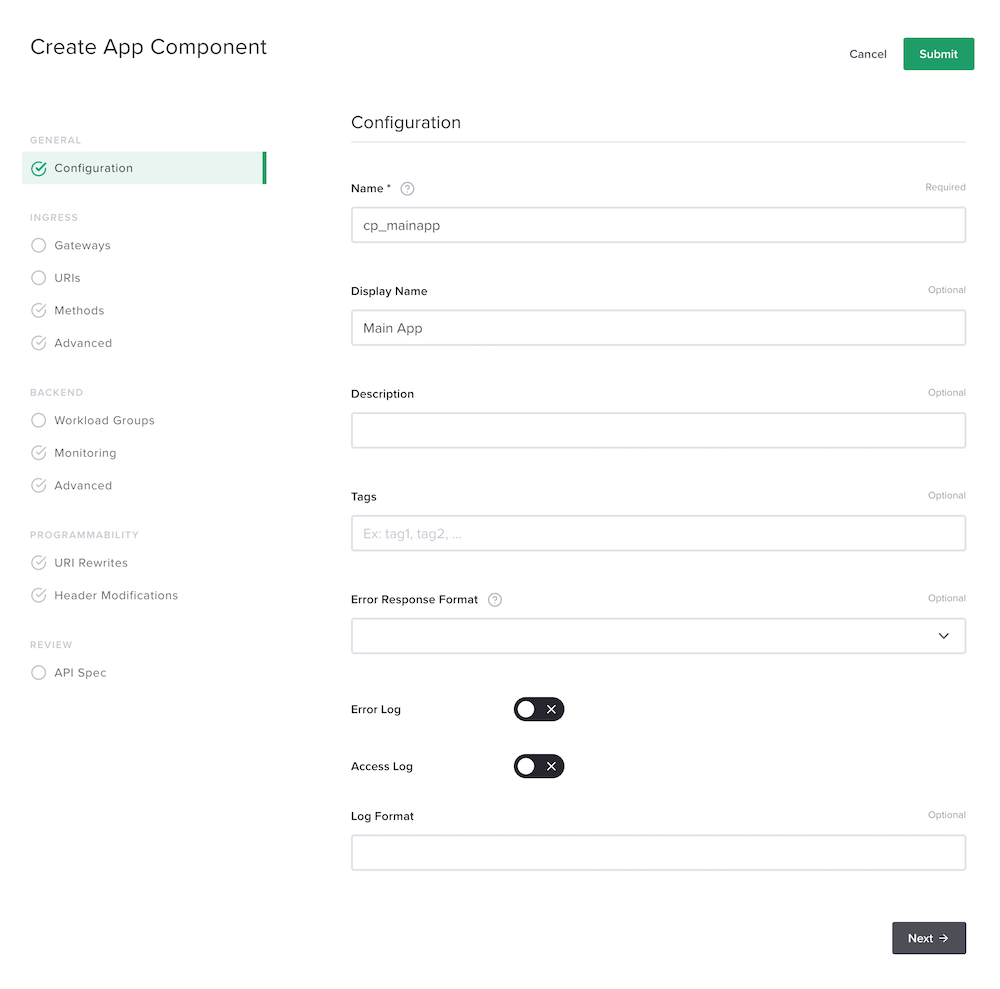 Create App Component
Cancel
Submit
GENERAL
Configuration
INGRESS
Gateways
URIs
Methods
Advanced
BACKEND
Workload Groups
Monitoring
Advanced
PROGRAMMABILITY
URI Rewrites
Header Modifications
REVIEW
API Spec
Configuration
Name * ? Required
cp_mainapp
Display Name Optional
Main App
Description Optional
Tags Optional
Ex: tag1, tag2, ...
Error Response Format ? Optional
Error Log
Access Log
Log Format Optional
Next →